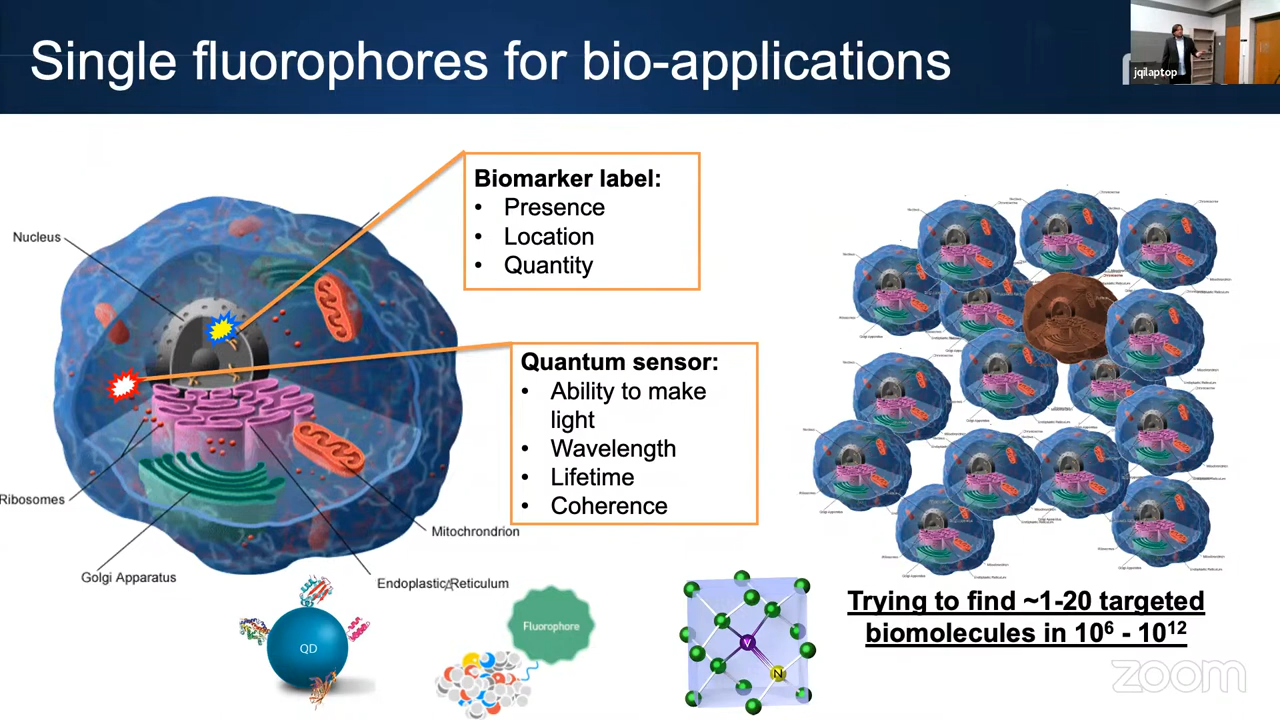 Single fluorophores for bio-applications
jqilaptop
Biomarker label:
• Presence
• Location
• Quantity
Nucleus
Quantum sensor:
• Ability to make
light
• Wavelength
• Lifetime
• Coherence
Ribosomes
Mitochrondrion
Golgi Apparatus
Endoplastic Reticulum
QD
Fluorophore
V
N
Trying to find ~1-20 targeted
biomolecules in 10⁶ - 10¹²
zoom